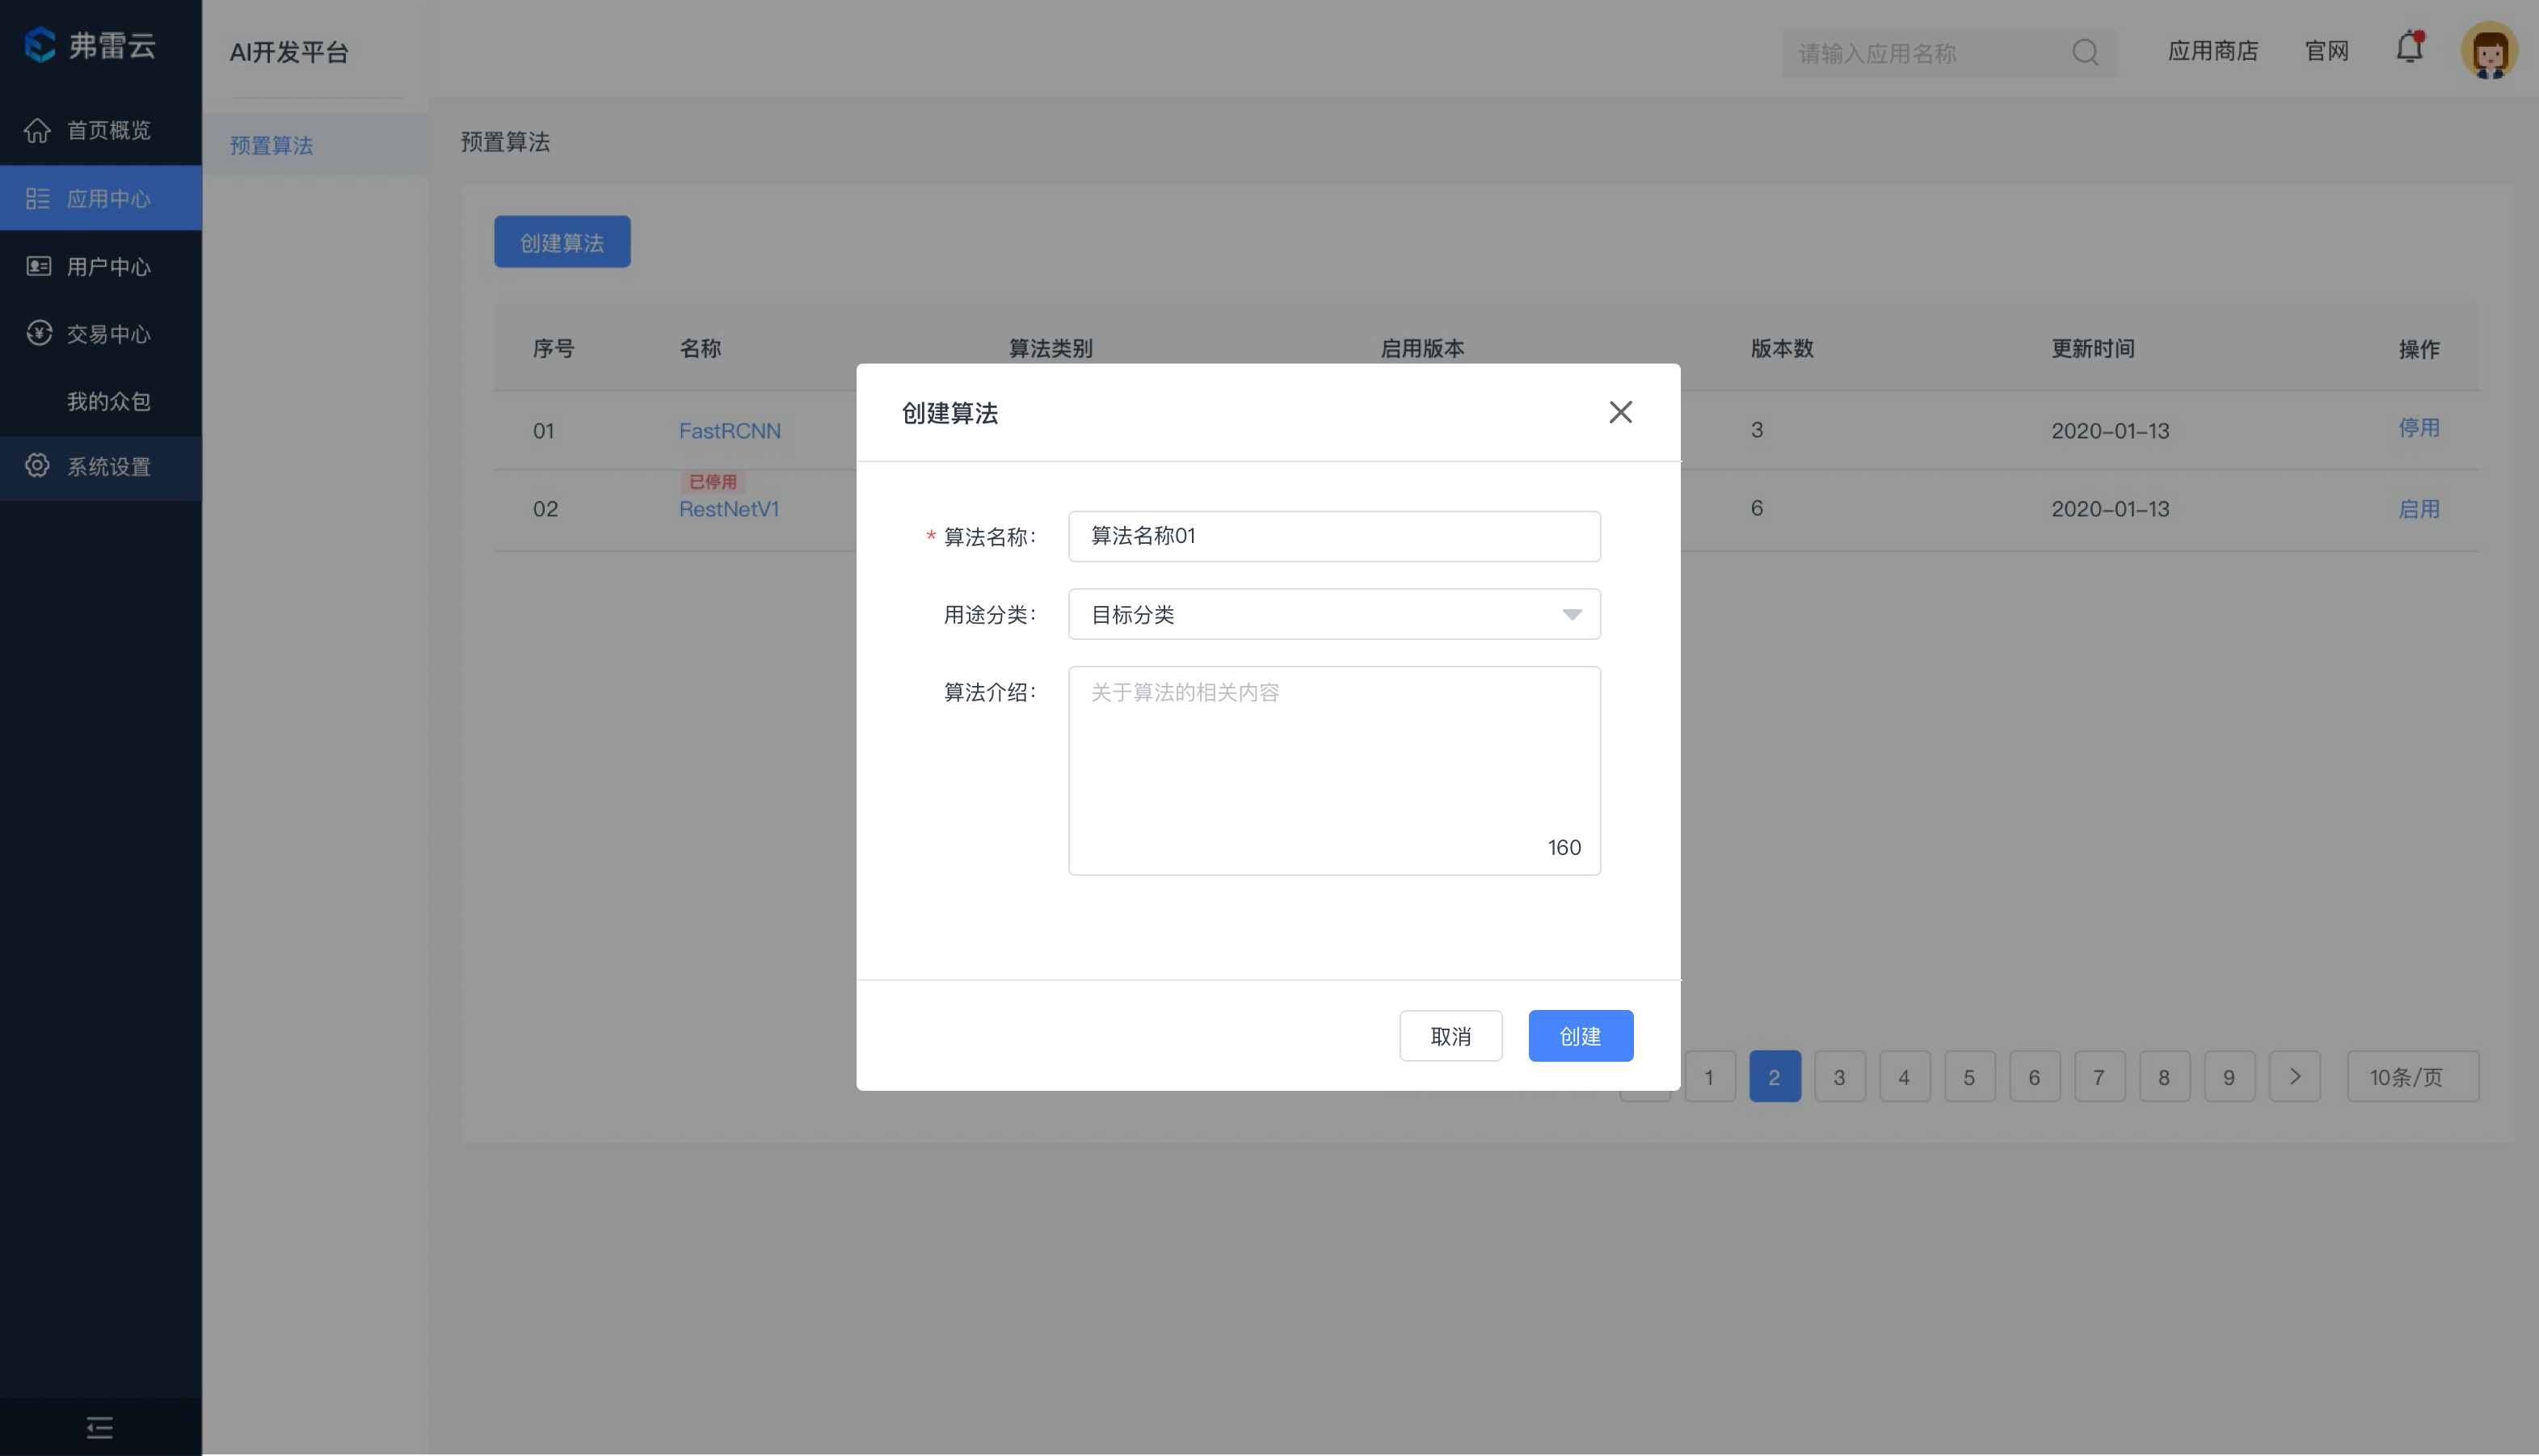 弗雷云
首页概览
应用中心
用户中心
交易中心
我的众包
系统设置
AI开发平台
预置算法
请输入应用名称
应用商店
官网
预置算法
创建算法
序号 名称 算法类别 启用版本 版本数 更新时间 操作
01 FastRCNN 3 2020-01-13 停用
已停用
02 RestNetV1 6 2020-01-13 启用
创建算法
* 算法名称： 算法名称01
用途分类： 目标分类
算法介绍： 关于算法的相关内容
160
取消 创建
1 2 3 4 5 6 7 8 9 > 10条/页